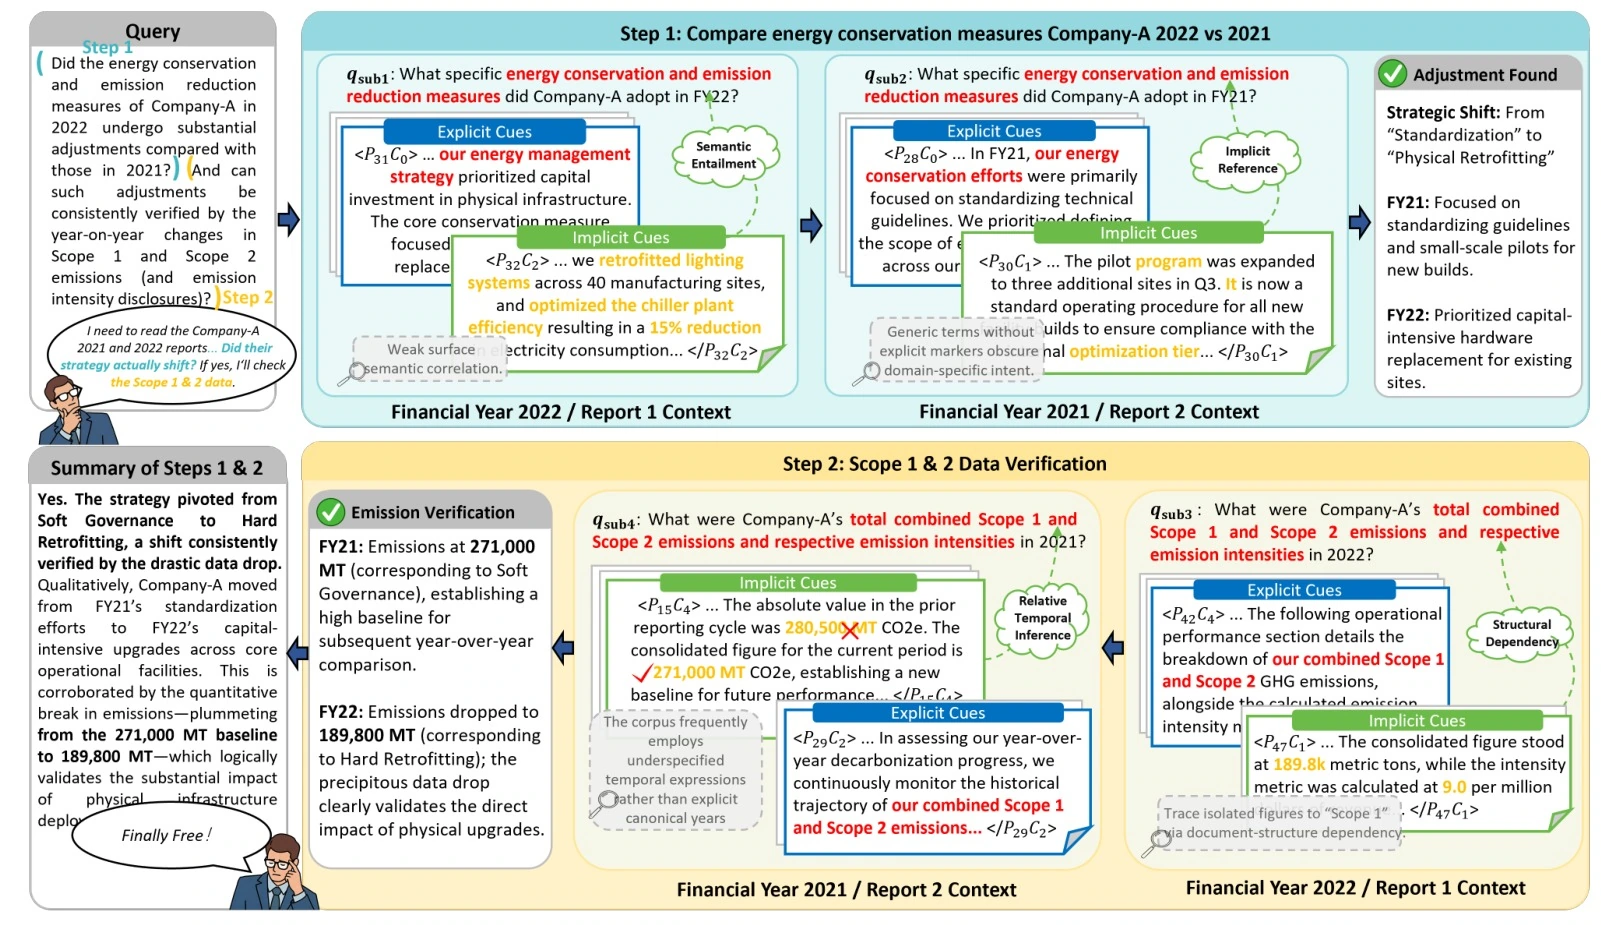 Query
Step 1
( Did the energy conservation
and emission reduction
measures of Company-A in
2022 undergo substantial
adjustments compared with
those in 2021?) (And can
such adjustments be
consistently verified by the
year-on-year changes in
Scope 1 and Scope 2
emissions (and emission
intensity disclosures)?) Step 2
I need to read the Company-A
2021 and 2022 reports... Did their
strategy actually shift? If yes, I'll check
the Scope 1 & 2 data.
Step 1: Compare energy conservation measures Company-A 2022 vs 2021
q_sub1: What specific energy conservation and emission
reduction measures did Company-A adopt in FY22?
Explicit Cues
<P31C0> ... our energy management
strategy prioritized capital
investment in physical infrastructure.
The core conservation measure
focused
replace
Semantic
Entailment
Implicit Cues
<P32C2> ... we retrofitted lighting
systems across 40 manufacturing sites,
and optimized the chiller plant
efficiency resulting in a 15% reduction
electricity consumption... </P32C2>
Weak surface
semantic correlation.
Financial Year 2022 / Report 1 Context
q_sub2: What specific energy conservation and emission
reduction measures did Company-A adopt in FY21?
Explicit Cues
<P28C0> ... In FY21, our energy
conservation efforts were primarily
focused on standardizing technical
guidelines. We prioritized defining
the scope of e
across our
Implicit
Reference
Implicit Cues
<P30C1> ... The pilot program was expanded
to three additional sites in Q3. It is now a
standard operating procedure for all new
builds to ensure compliance with the
nal optimization tier... </P30C1>
Generic terms without
explicit markers obscure
domain-specific intent.
Financial Year 2021 / Report 2 Context
Adjustment Found
Strategic Shift: From
“Standardization” to
“Physical Retrofitting”
FY21: Focused on
standardizing guidelines
and small-scale pilots for
new builds.
FY22: Prioritized capital-
intensive hardware
replacement for existing
sites.
Step 2: Scope 1 & 2 Data Verification
q_sub3: What were Company-A's total combined
Scope 1 and Scope 2 emissions and respective
emission intensities in 2022?
Explicit Cues
<P42C4> ... The following operational
performance section details the
breakdown of our combined Scope 1
and Scope 2 GHG emissions,
alongside the calculated emission
intensity m
Structural
Dependency
Implicit Cues
<P47C1> ... The consolidated figure stood
at 189.8k metric tons, while the intensity
metric was calculated at 9.0 per million
. </P47C1>
Trace isolated figures to “Scope 1”
via document-structure dependency.
Financial Year 2022 / Report 1 Context
q_sub4: What were Company-A's total combined Scope 1 and
Scope 2 emissions and respective emission intensities in 2021?
Implicit Cues
<P15C4> ... The absolute value in the prior
reporting cycle was 280,500 MT CO2e. The
consolidated figure for the current period is
271,000 MT CO2e, establishing a new
baseline for future performance... </P15C4>
Relative
Temporal
Inference
The corpus frequently
employs
underspecified
temporal expressions
rather than explicit
canonical years
Explicit Cues
<P29C2> ... In assessing our year-over-
year decarbonization progress, we
continuously monitor the historical
trajectory of our combined Scope 1
and Scope 2 emissions... </P29C2>
Financial Year 2021 / Report 2 Context
Emission Verification
FY21: Emissions at 271,000
MT (corresponding to Soft
Governance), establishing a
high baseline for
subsequent year-over-year
comparison.
FY22: Emissions dropped to
189,800 MT (corresponding
to Hard Retrofitting); the
precipitous data drop
clearly validates the direct
impact of physical upgrades.
Summary of Steps 1 & 2
Yes. The strategy pivoted from
Soft Governance to Hard
Retrofitting, a shift consistently
verified by the drastic data drop.
Qualitatively, Company-A moved
from FY21's standardization
efforts to FY22's capital-
intensive upgrades across core
operational facilities. This is
corroborated by the quantitative
break in emissions—plummeting
from the 271,000 MT baseline
to 189,800 MT—which logically
validates the substantial impact
of physical infrastructure
deploy
Finally Free!